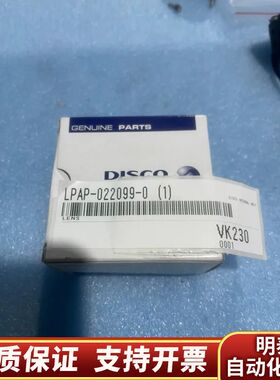 GENUINE PARTS
DISCO
LPAP-022099-0 (1)
LENS
VK230
0001
质保证 支持开票
明泰
自动化